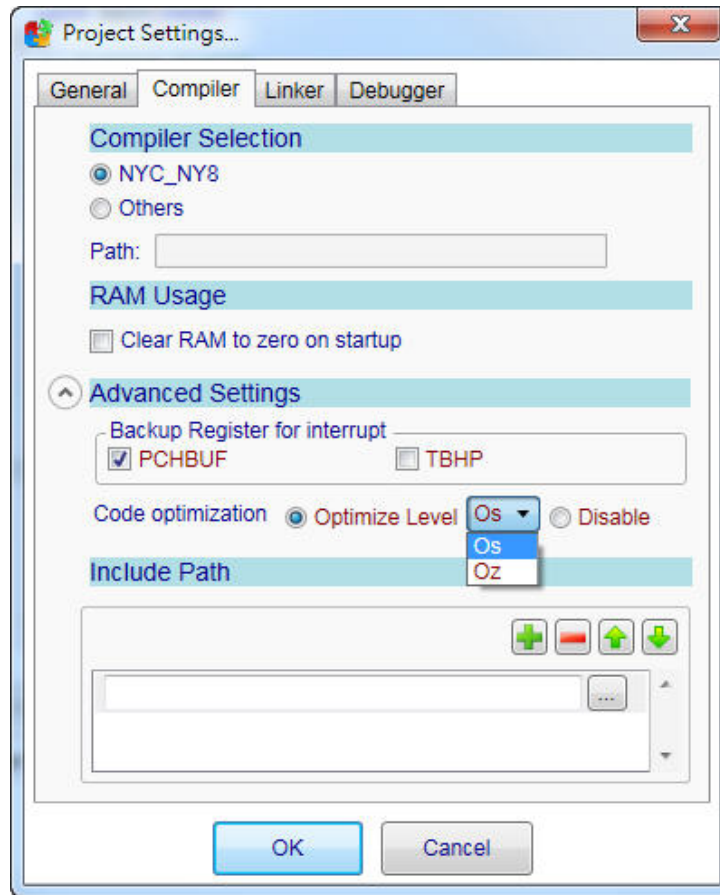 Project Settings...
General Compiler Linker Debugger
Compiler Selection
NYC_NY8
Others
Path:
RAM Usage
Clear RAM to zero on startup
Advanced Settings
Backup Register for interrupt
PCHBUF TBHP
Code optimization Optimize Level Os Disable
Os
Oz
Include Path
...
OK Cancel